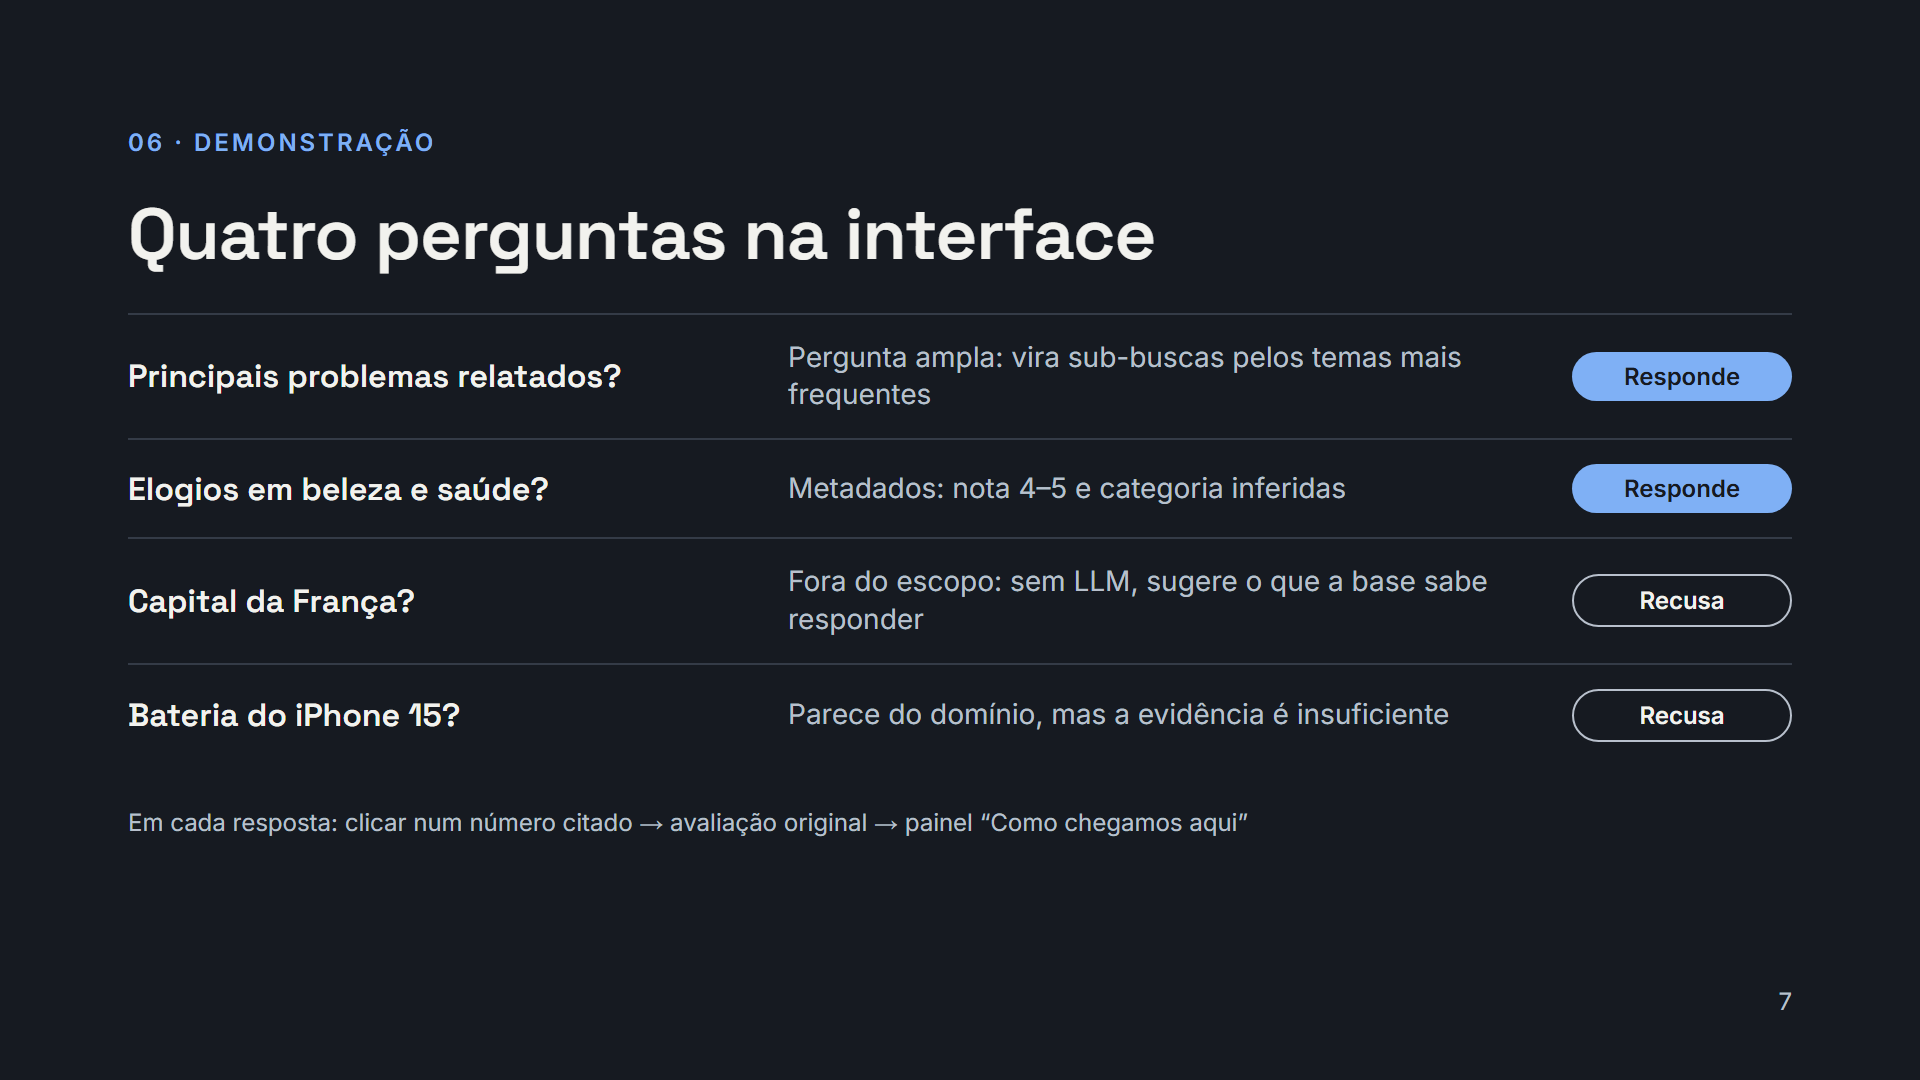 06 · DEMONSTRAÇÃO
Quatro perguntas na interface
Principais problemas relatados?
Pergunta ampla: vira sub-buscas pelos temas mais
frequentes
Responde
Elogios em beleza e saúde?
Metadados: nota 4–5 e categoria inferidas
Responde
Capital da França?
Fora do escopo: sem LLM, sugere o que a base sabe
responder
Recusa
Bateria do iPhone 15?
Parece do domínio, mas a evidência é insuficiente
Recusa
Em cada resposta: clicar num número citado → avaliação original → painel “Como chegamos aqui”
7